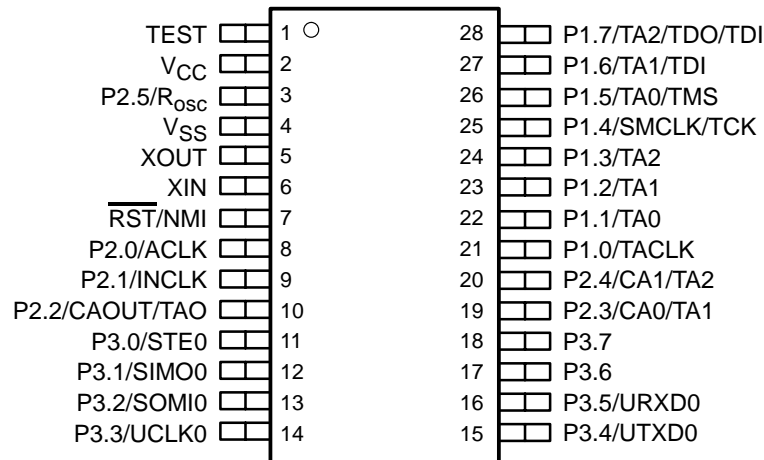 TEST 1 28 P1.7/TA2/TDO/TDI
VCC 2 27 P1.6/TA1/TDI
P2.5/Rosc 3 26 P1.5/TA0/TMS
VSS 4 25 P1.4/SMCLK/TCK
XOUT 5 24 P1.3/TA2
XIN 6 23 P1.2/TA1
RST/NMI 7 22 P1.1/TA0
P2.0/ACLK 8 21 P1.0/TACLK
P2.1/INCLK 9 20 P2.4/CA1/TA2
P2.2/CAOUT/TAO 10 19 P2.3/CA0/TA1
P3.0/STE0 11 18 P3.7
P3.1/SIMO0 12 17 P3.6
P3.2/SOMI0 13 16 P3.5/URXD0
P3.3/UCLK0 14 15 P3.4/UTXD0